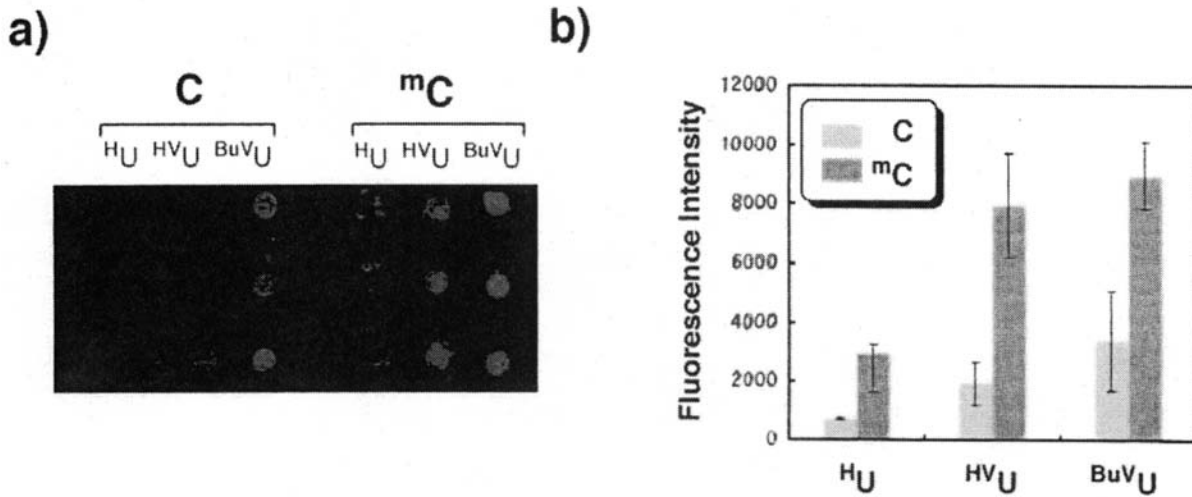 a)
C
ᵐC
ᴴU ᴴⱽU ᴮᵘⱽU
ᴴU ᴴⱽU ᴮᵘⱽU
b)
Fluorescence Intensity
12000
10000
8000
6000
4000
2000
0
C
ᵐC
ᴴU
ᴴⱽU
ᴮᵘⱽU